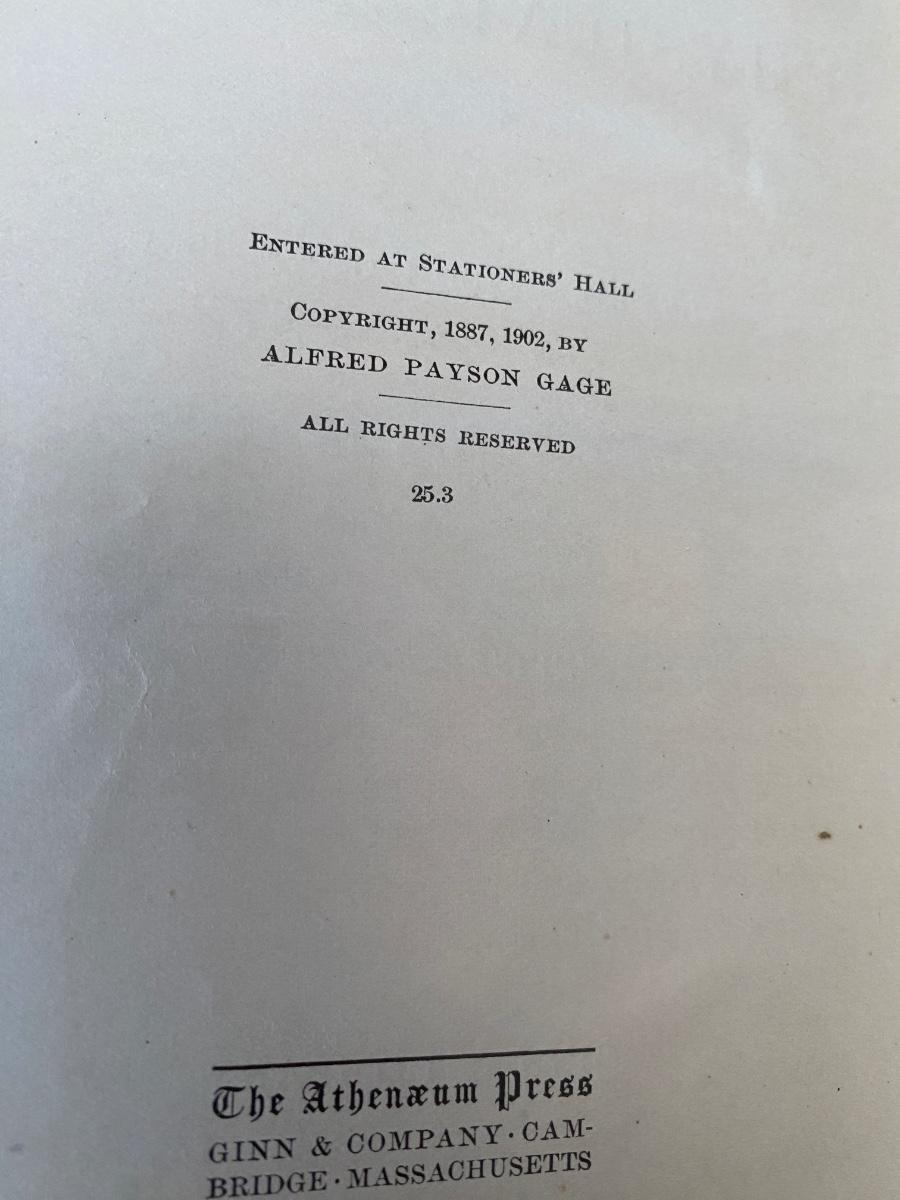 ENTERED AT STATIONERS' HALL
COPYRIGHT, 1887, 1902, BY
ALFRED PAYSON GAGE
ALL RIGHTS RESERVED
25.3
The Athenæum Press
GINN & COMPANY · CAM-
BRIDGE · MASSACHUSETTS